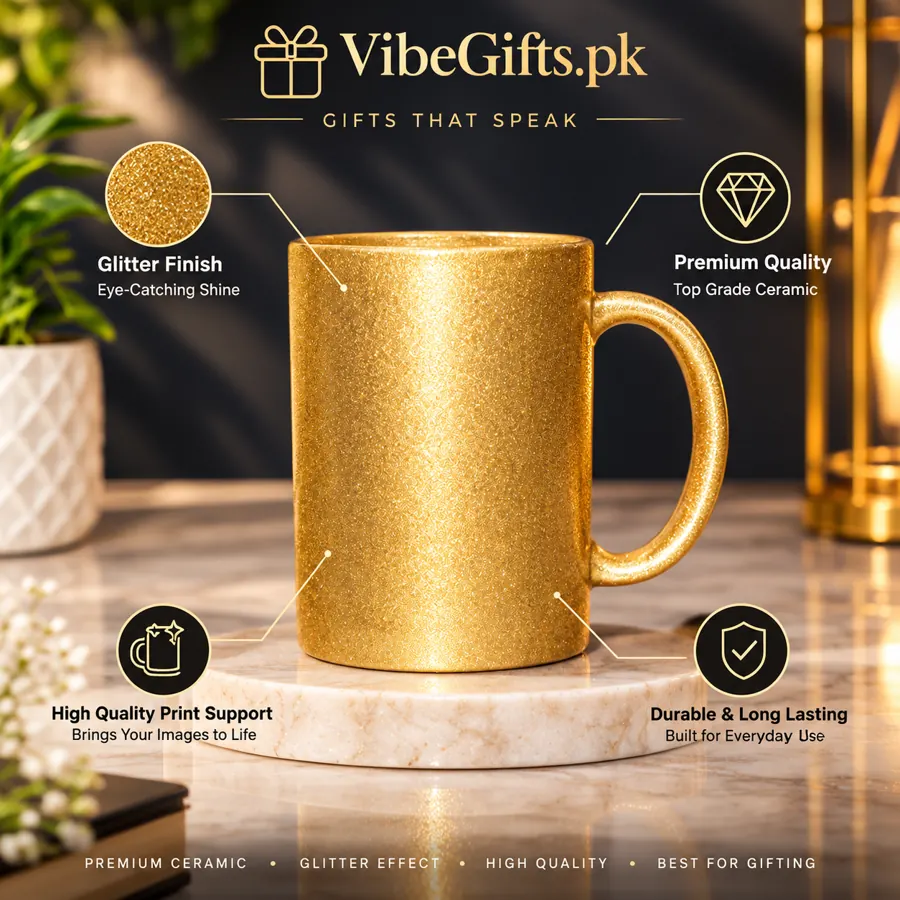 VibeGifts.pk
GIFTS THAT SPEAK
Glitter Finish
Eye-Catching Shine
Premium Quality
Top Grade Ceramic
High Quality Print Support
Brings Your Images to Life
Durable & Long Lasting
Built for Everyday Use
PREMIUM CERAMIC • GLITTER EFFECT • HIGH QUALITY • BEST FOR GIFTING